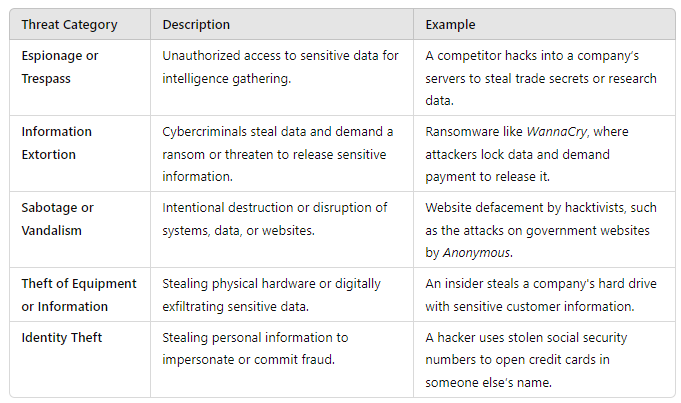 Threat Category Description Example
Espionage or Trespass
Unauthorized access to sensitive data for
intelligence gathering.
A competitor hacks into a company's
servers to steal trade secrets or research
data.
Information
Extortion
Cybercriminals steal data and demand a
ransom or threaten to release sensitive
information.
Ransomware like WannaCry, where
attackers lock data and demand
payment to release it.
Sabotage or
Vandalism
Intentional destruction or disruption of
systems, data, or websites.
Website defacement by hacktivists, such
as the attacks on government websites
by Anonymous.
Theft of Equipment
or Information
Stealing physical hardware or digitally
exfiltrating sensitive data.
An insider steals a company's hard drive
with sensitive customer information.
Identity Theft
Stealing personal information to
impersonate or commit fraud.
A hacker uses stolen social security
numbers to open credit cards in
someone else's name.